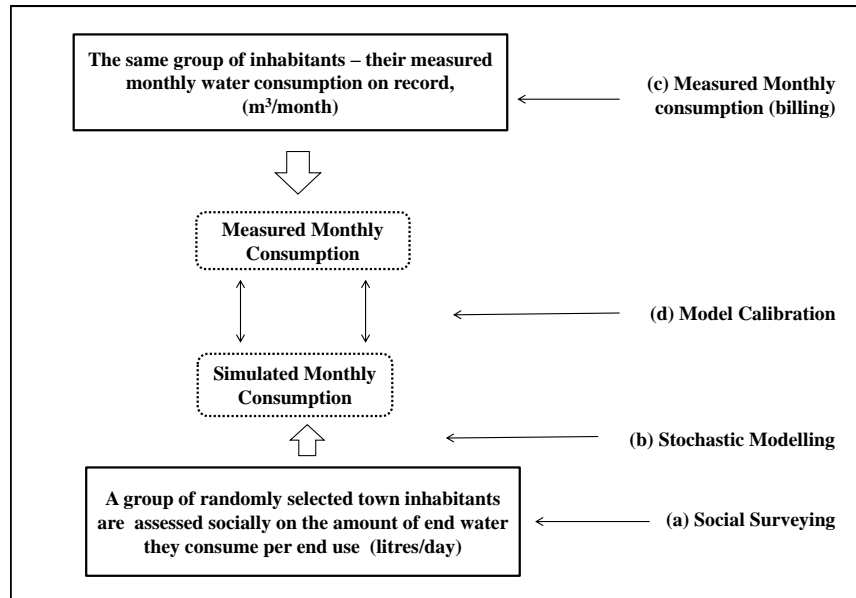 The same group of inhabitants – their measured
monthly water consumption on record,
(m³/month)
(c) Measured Monthly
consumption (billing)
Measured Monthly
Consumption
(d) Model Calibration
Simulated Monthly
Consumption
(b) Stochastic Modelling
A group of randomly selected town inhabitants
are assessed socially on the amount of end water
they consume per end use (litres/day)
(a) Social Surveying